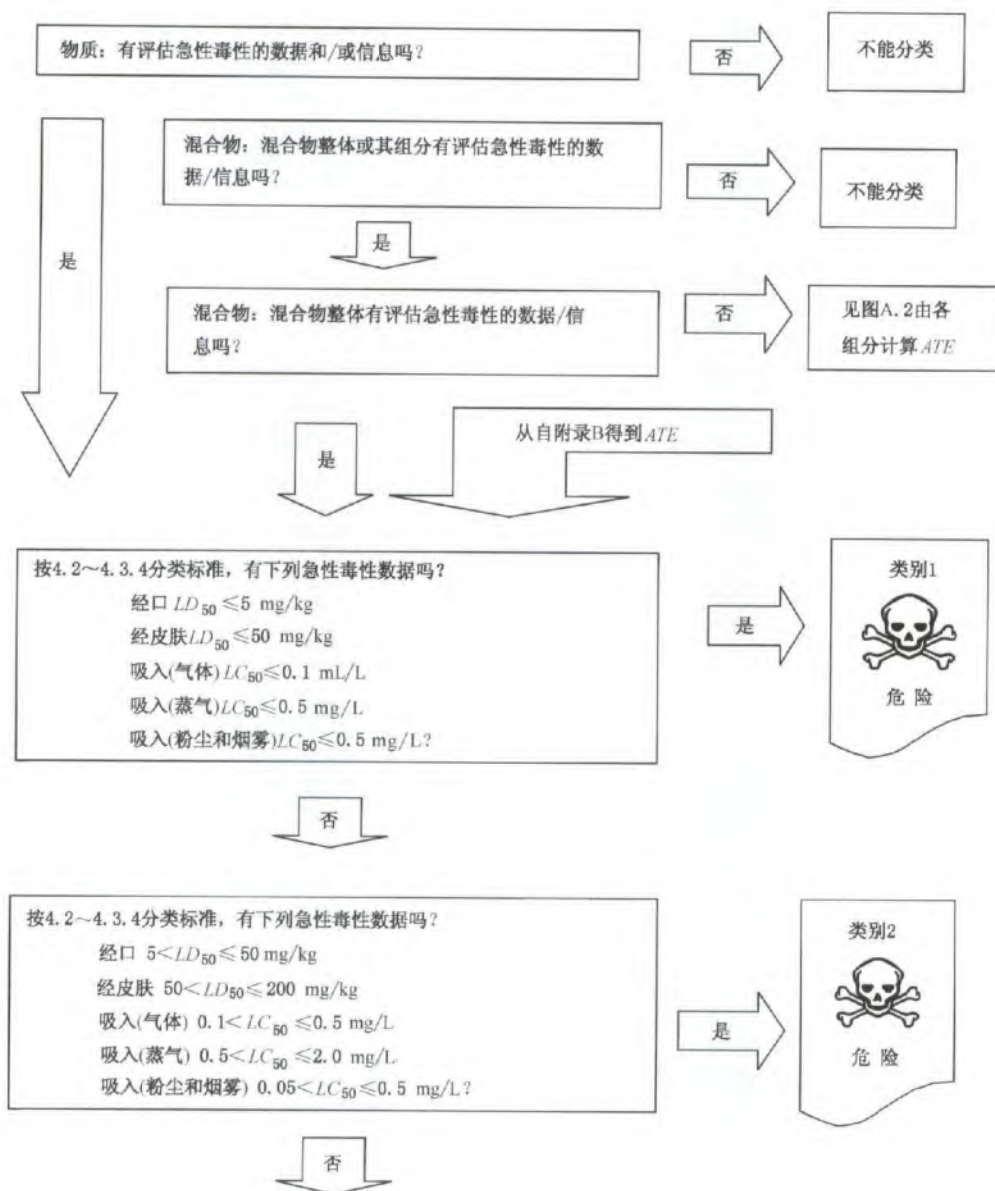 物质：有评估急性毒性的数据和/或信息吗？
否
不能分类
混合物：混合物整体或其组分有评估急性毒性的数
据/信息吗？
否
不能分类
是
是
混合物：混合物整体有评估急性毒性的数据/信
息吗？
否
见图A.2由各
组分计算ATE
是
从自附录B得到ATE
按4.2～4.3.4分类标准，有下列急性毒性数据吗？
经口 LD50 ≤5 mg/kg
经皮肤LD50 ≤50 mg/kg
吸入(气体)LC50≤0.1 mL/L
吸入(蒸气)LC50≤0.5 mg/L
吸入(粉尘和烟雾)LC50≤0.5 mg/L？
是
类别1
危 险
否
按4.2～4.3.4分类标准，有下列急性毒性数据吗？
经口 5<LD50≤50 mg/kg
经皮肤 50<LD50≤200 mg/kg
吸入(气体) 0.1<LC50 ≤0.5 mg/L
吸入(蒸气) 0.5<LC50 ≤2.0 mg/L
吸入(粉尘和烟雾) 0.05<LC50≤0.5 mg/L？
是
类别2
危 险
否